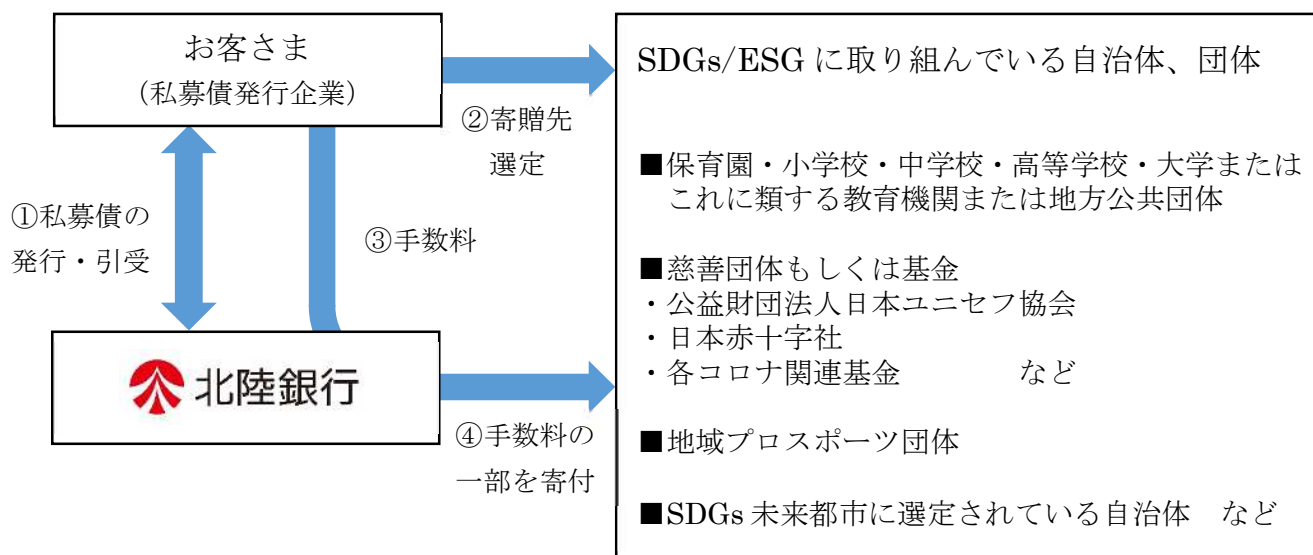 お客さま
(私募債発行企業)
①私募債の
発行・引受
②寄贈先
選定
③手数料
北陸銀行
④手数料の
一部を寄付
SDGs/ESG に取り組んでいる自治体、団体
■保育園・小学校・中学校・高等学校・大学または
これに類する教育機関または地方公共団体
■慈善団体もしくは基金
・公益財団法人日本ユニセフ協会
・日本赤十字社
・各コロナ関連基金　　　　など
■地域プロスポーツ団体
■SDGs 未来都市に選定されている自治体　など